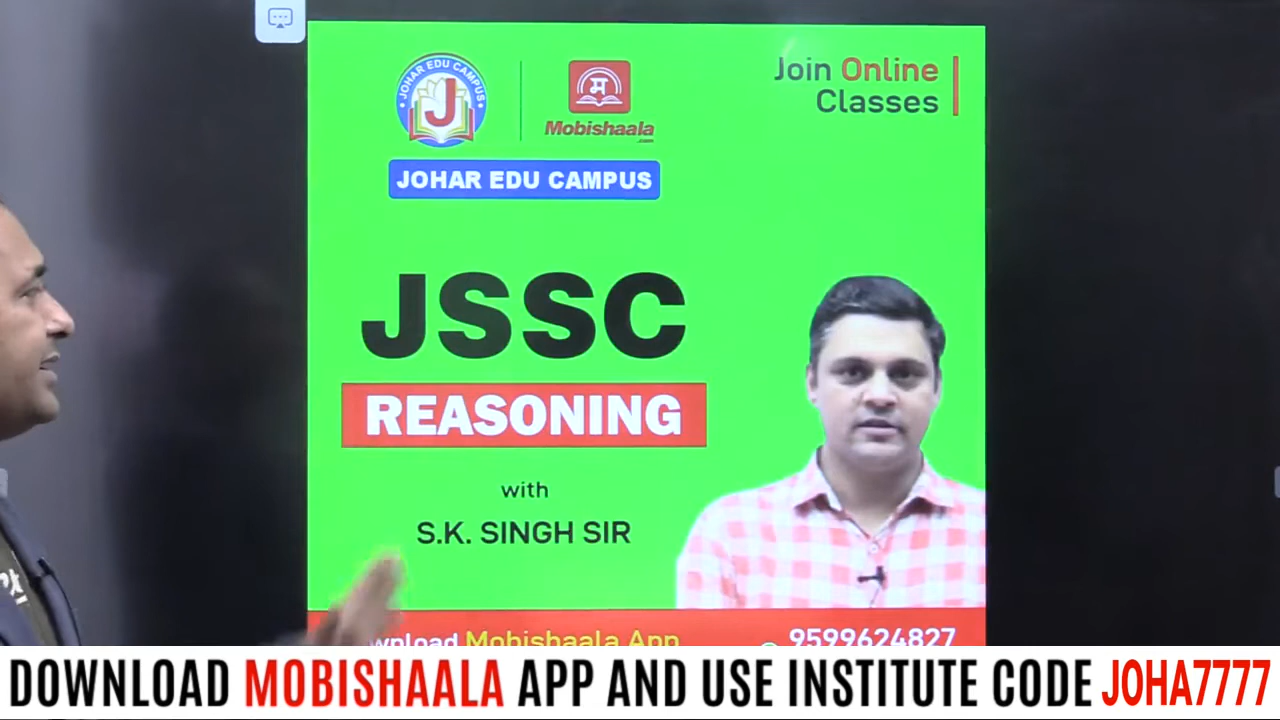 JOHAR EDU CAMPUS
J
म
Mobishaala
.com
Join Online
Classes
JOHAR EDU CAMPUS
JSSC
REASONING
with
S.K. SINGH SIR
Mobishaala App
9599624827
DOWNLOAD MOBISHAALA APP AND USE INSTITUTE CODE JOHA7777